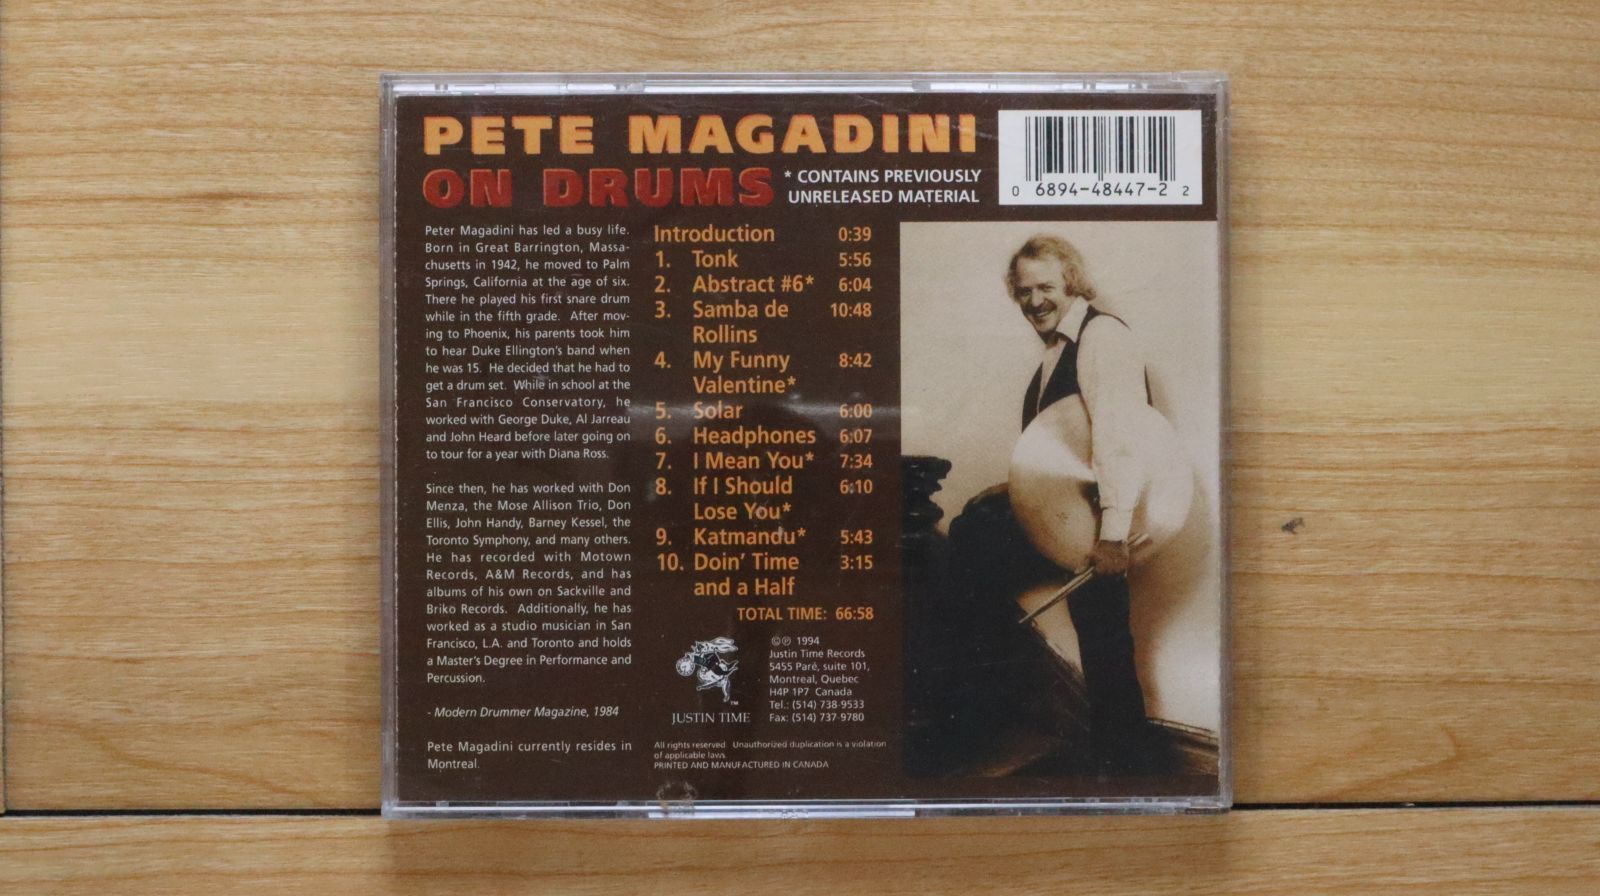 PETE MAGADINI
ON DRUMS
* CONTAINS PREVIOUSLY
UNRELEASED MATERIAL
0 6894-48447-2 2
Peter Magadini has led a busy life.
Born in Great Barrington, Massa-
chusetts in 1942, he moved to Palm
Springs, California at the age of six.
There he played his first snare drum
while in the fifth grade. After mov-
ing to Phoenix, his parents took him
to hear Duke Ellington's band when
he was 15. He decided that he had to
get a drum set. While in school at the
San Francisco Conservatory, he
worked with George Duke, Al Jarreau
and John Heard before later going on
to tour for a year with Diana Ross.
Since then, he has worked with Don
Menza, the Mose Allison Trio, Don
Ellis, John Handy, Barney Kessel, the
Toronto Symphony, and many others.
He has recorded with Motown
Records, A&M Records, and has
albums of his own on Sackville and
Briko Records. Additionally, he has
worked as a studio musician in San
Francisco, L.A. and Toronto and holds
a Master's Degree in Performance and
Percussion.
- Modern Drummer Magazine, 1984
Pete Magadini currently resides in
Montreal.
Introduction 0:39
1. Tonk 5:56
2. Abstract #6* 6:04
3. Samba de 10:48
Rollins
4. My Funny 8:42
Valentine*
5. Solar 6:00
6. Headphones 6:07
7. I Mean You* 7:34
8. If I Should 6:10
Lose You*
9. Katmandu* 5:43
10. Doin' Time 3:15
and a Half
TOTAL TIME: 66:58
JUSTIN TIME
TM
©℗ 1994
Justin Time Records
5455 Paré, suite 101,
Montreal, Quebec
H4P 1P7 Canada
Tel.: (514) 738-9533
Fax: (514) 737-9780
All rights reserved. Unauthorized duplication is a violation
of applicable laws.
PRINTED AND MANUFACTURED IN CANADA